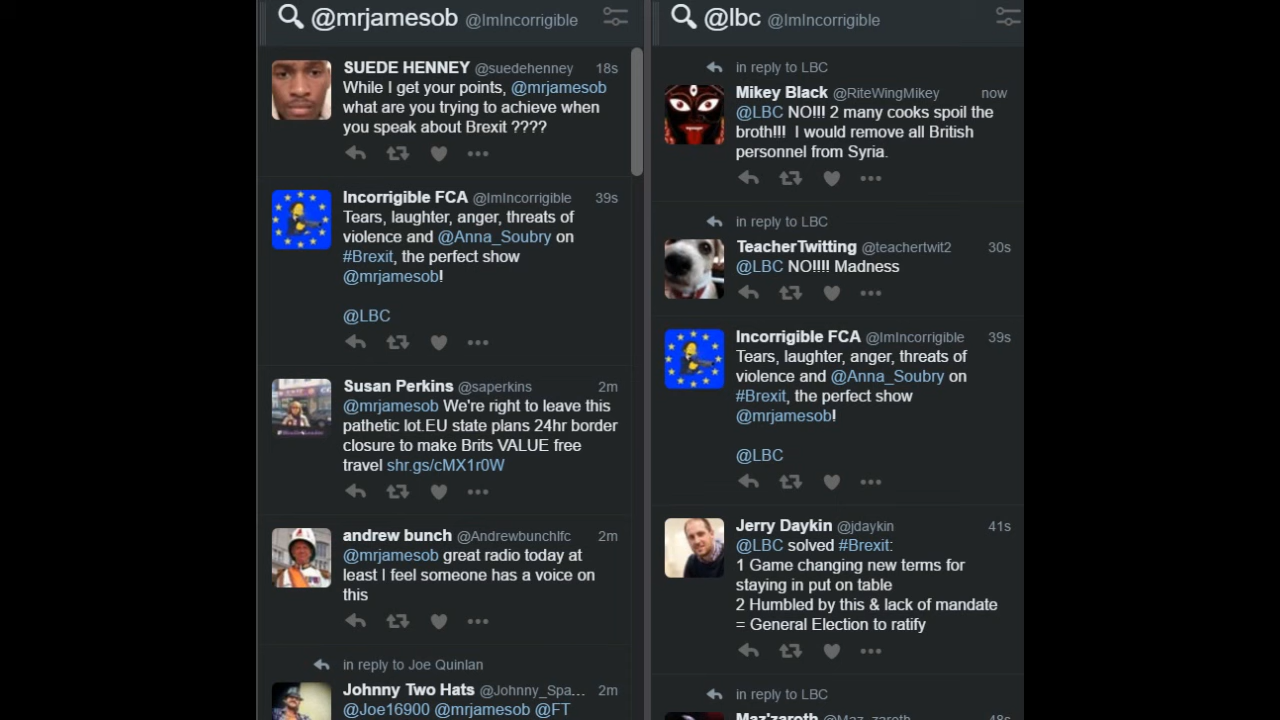 @mrjamesob @ImIncorrigible
SUEDE HENNEY @suedehenney 18s
While I get your points, @mrjamesob
what are you trying to achieve when
you speak about Brexit ????
Incorrigible FCA @ImIncorrigible 39s
Tears, laughter, anger, threats of
violence and @Anna_Soubry on
#Brexit, the perfect show
@mrjamesob!
@LBC
Susan Perkins @saperkins 2m
@mrjamesob We're right to leave this
pathetic lot.EU state plans 24hr border
closure to make Brits VALUE free
travel shr.gs/cMX1r0W
andrew bunch @Andrewbunchlfc 2m
@mrjamesob great radio today at
least I feel someone has a voice on
this
in reply to Joe Quinlan
Johnny Two Hats @Johnny_Spa... 2m
@Joe16900 @mrjamesob @FT
@lbc @ImIncorrigible
in reply to LBC
Mikey Black @RiteWingMikey now
@LBC NO!!! 2 many cooks spoil the
broth!!! I would remove all British
personnel from Syria.
in reply to LBC
TeacherTwitting @teachertwit2 30s
@LBC NO!!!! Madness
Incorrigible FCA @ImIncorrigible 39s
Tears, laughter, anger, threats of
violence and @Anna_Soubry on
#Brexit, the perfect show
@mrjamesob!
@LBC
Jerry Daykin @jdaykin 41s
@LBC solved #Brexit:
1 Game changing new terms for
staying in put on table
2 Humbled by this & lack of mandate
= General Election to ratify
in reply to LBC
Maz'zaroth @Maz_zaroth 48s